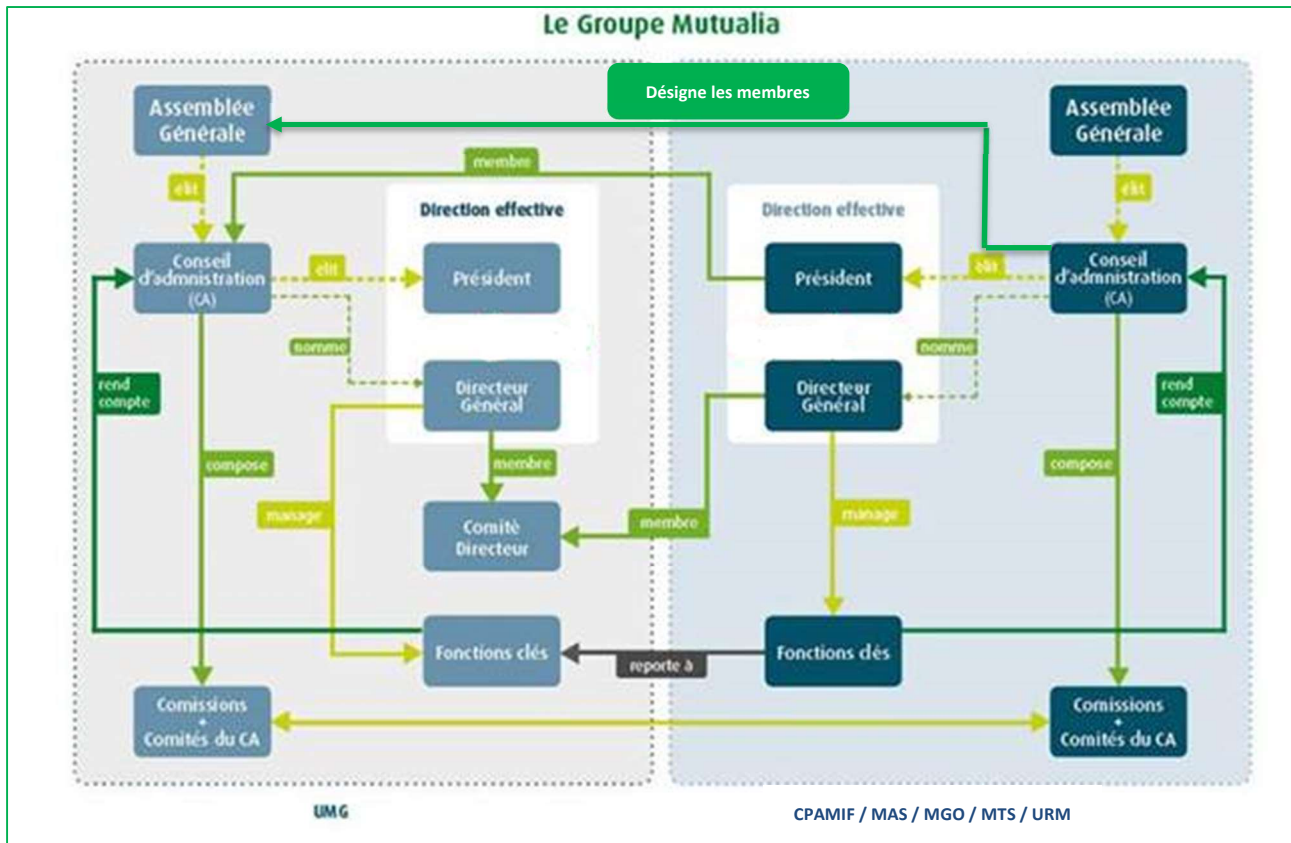 Le Groupe Mutualia
Désigne les membres
Assemblée
Générale
Assemblée
Générale
membre
élit
élit
Direction effective
Direction effective
Conseil
d'admnistration
(CA)
élit
Président
Président
élit
Conseil
d'admnistration
(CA)
nomme
nomme
rend
compte
Directeur
Général
Directeur
Général
rend
compte
compose
membre
compose
manage
Comité
Directeur
membre
manage
Fonctions clés
reporte à
Fonctions clés
Comissions
+
Comités du CA
Comissions
+
Comités du CA
UMG
CPAMIF / MAS / MGO / MTS / URM